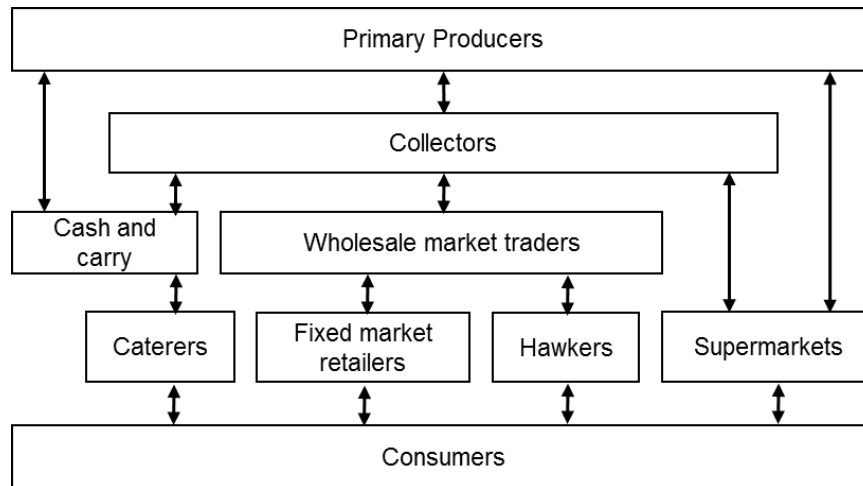 Primary Producers
Collectors
Cash and
carry
Wholesale market traders
Caterers
Fixed market
retailers
Hawkers
Supermarkets
Consumers